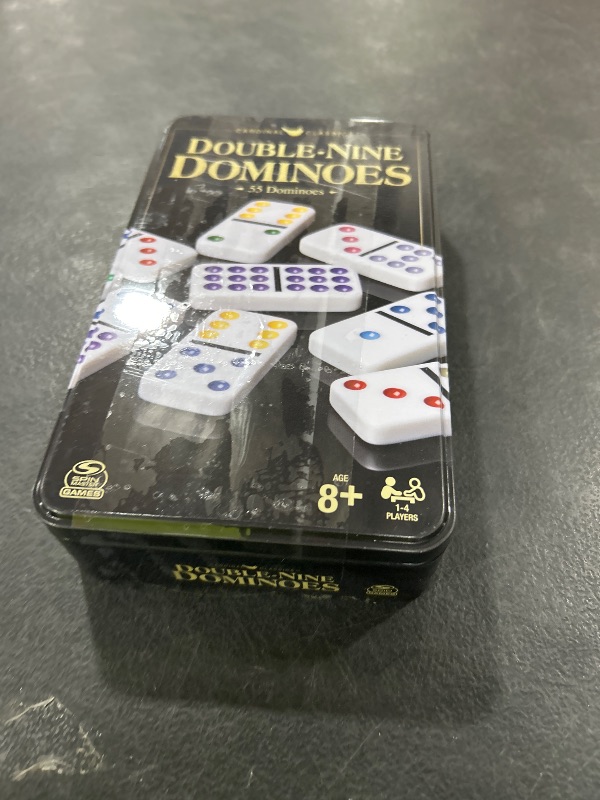 DOUBLE-NINE
DOMINOES
55 Dominoes
SPIN
MASTER
GAMES
AGE
8+
1-4
PLAYERS
DOUBLE-NINE
DOMINOES